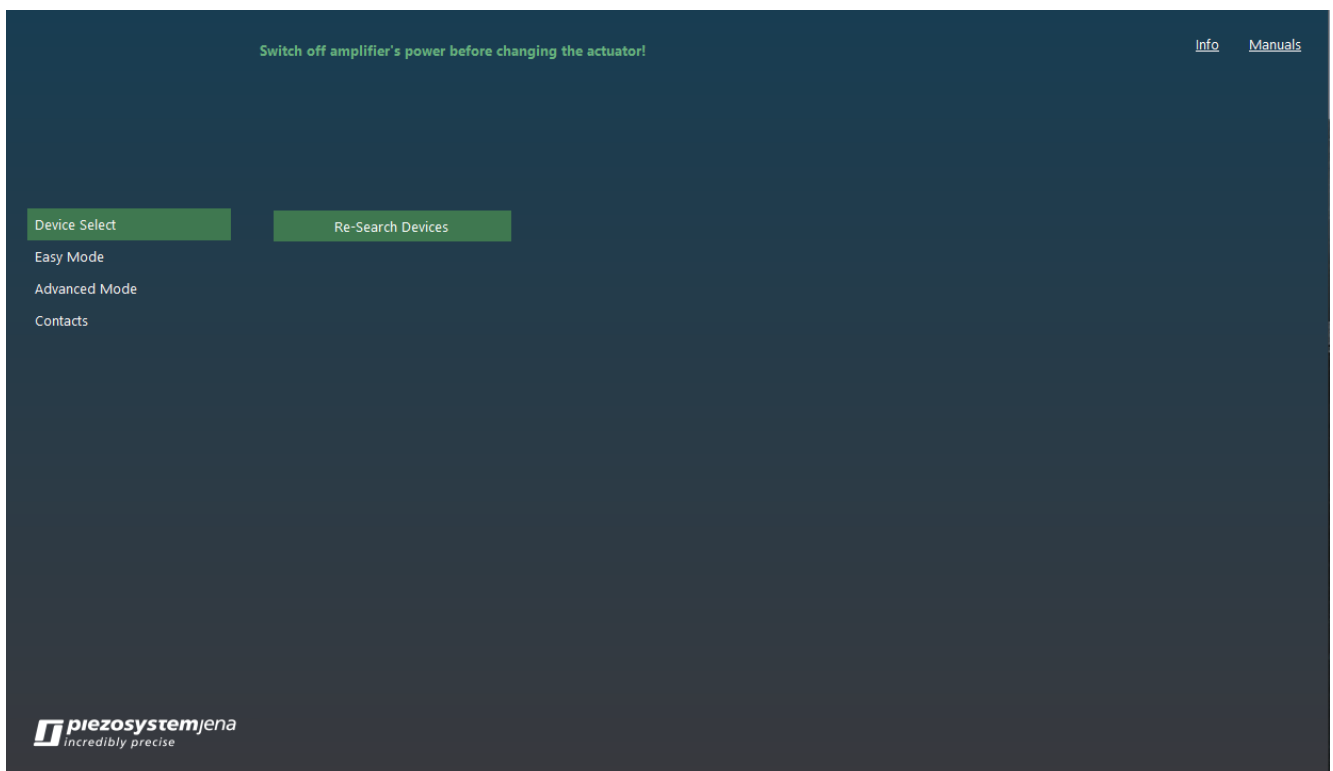 Switch off amplifier's power before changing the actuator!
Info
Manuals
Device Select
Re-Search Devices
Easy Mode
Advanced Mode
Contacts
piezosystemjena
incredibly precise